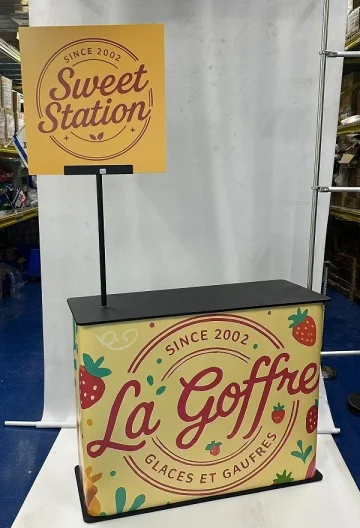 SINCE 2002
Sweet
Station
SINCE 2002
La Goffre
GLACES ET GAUFRES